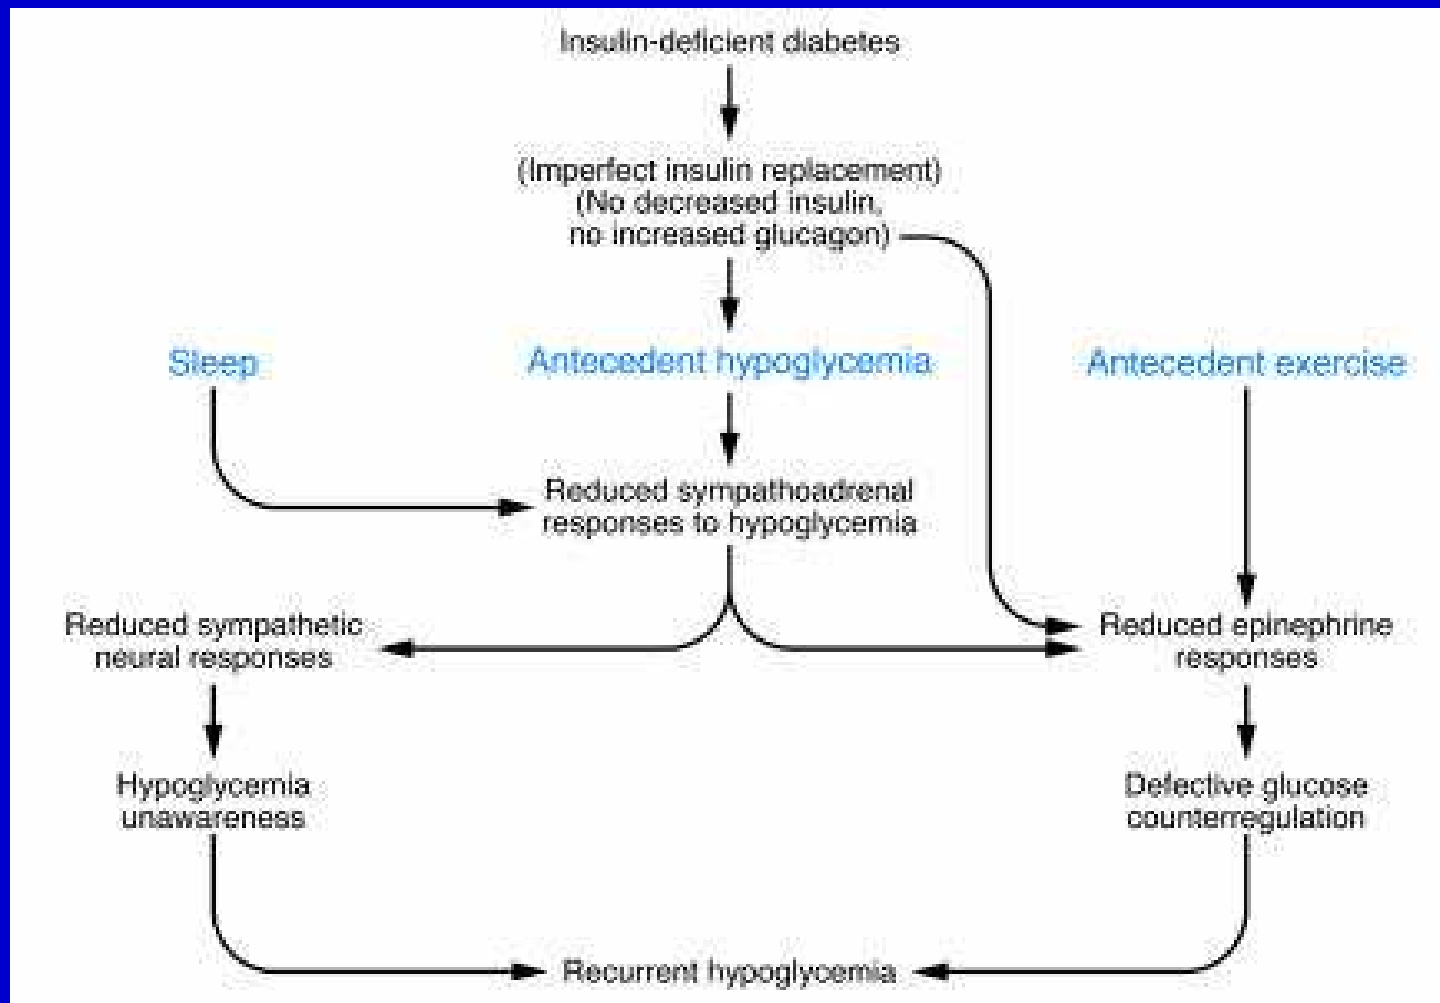 Insulin-deficient diabetes
(Imperfect insulin replacement)
(No decreased insulin,
no increased glucagon)
Sleep
Antecedent hypoglycemia
Antecedent exercise
Reduced sympathoadrenal
responses to hypoglycemia
Reduced sympathetic
neural responses
Reduced epinephrine
responses
Hypoglycemia
unawareness
Defective glucose
counterregulation
Recurrent hypoglycemia